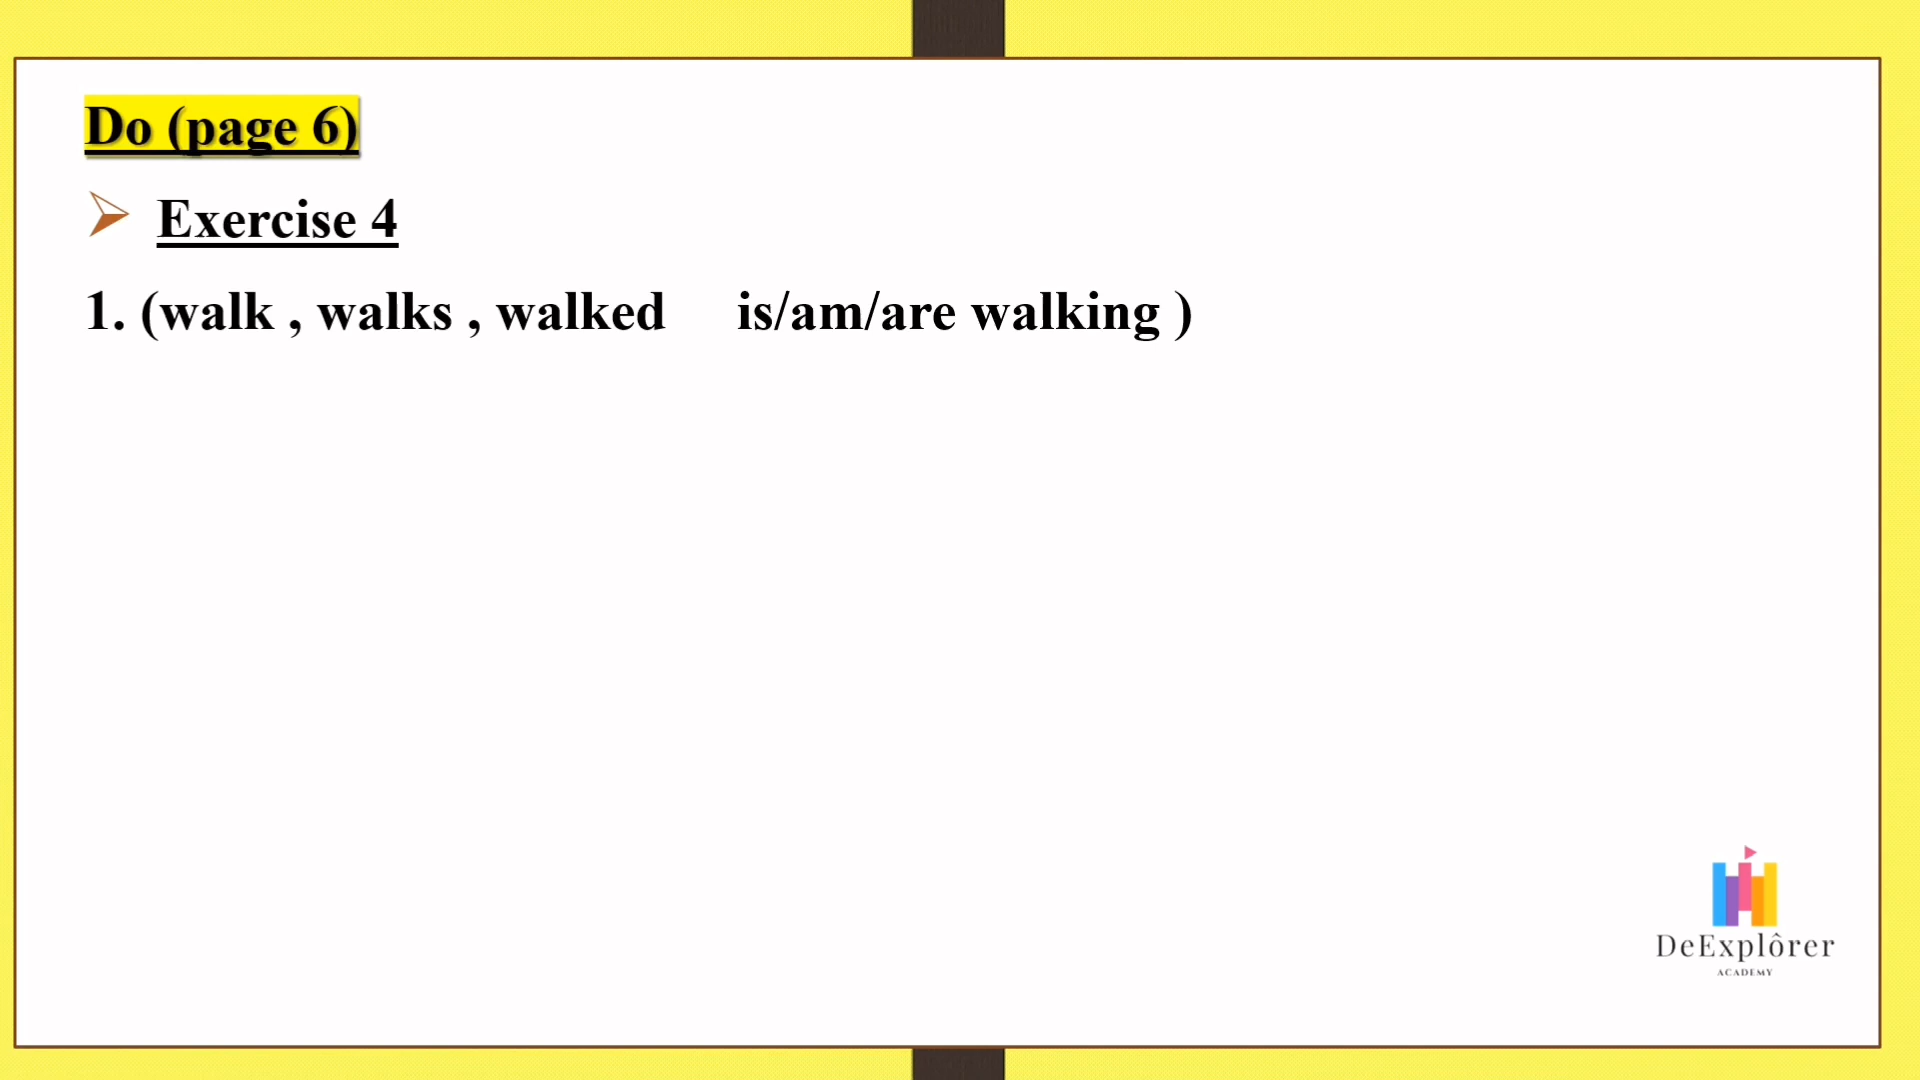 Do (page 6)
Exercise 4
1. (walk , walks , walked is/am/are walking )
DeExplôrer
ACADEMY